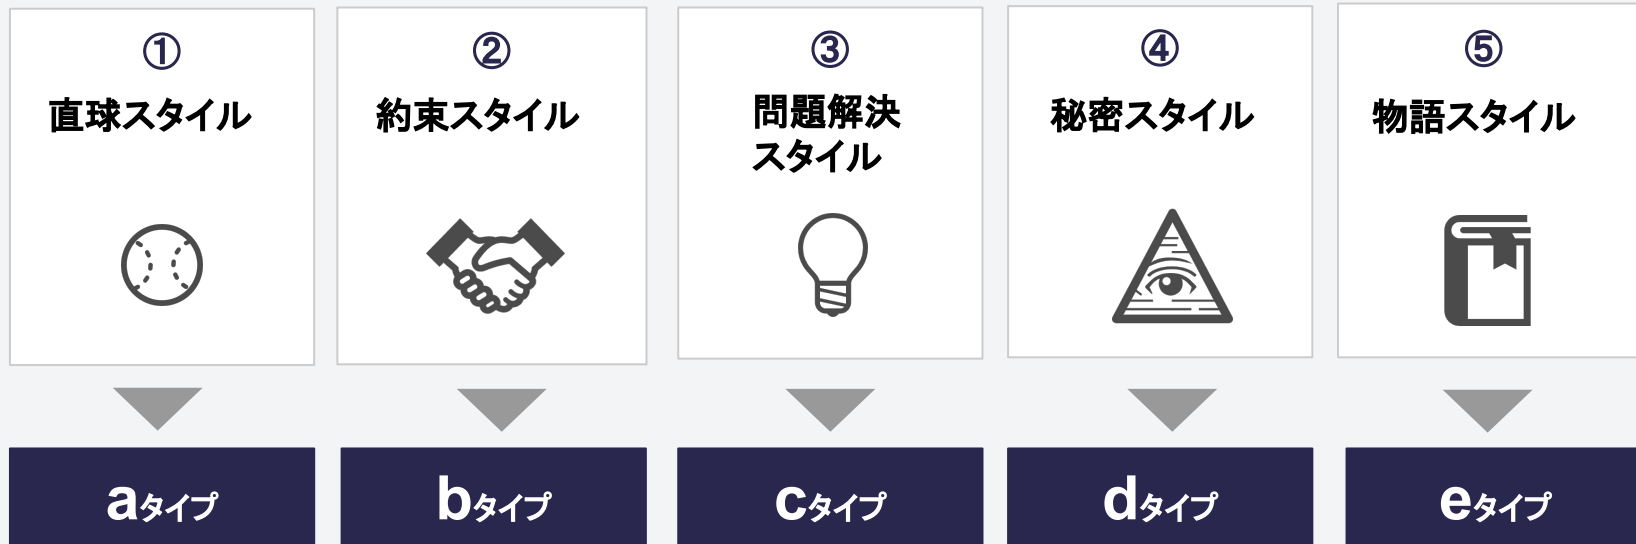 ①
直球スタイル
②
約束スタイル
③
問題解決
スタイル
④
秘密スタイル
⑤
物語スタイル
aタイプ
bタイプ
cタイプ
dタイプ
eタイプ